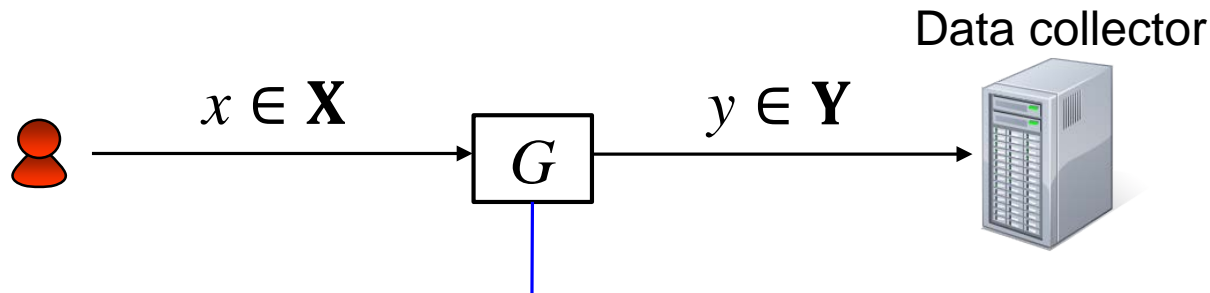 Data collector
x ∈ X
y ∈ Y
G